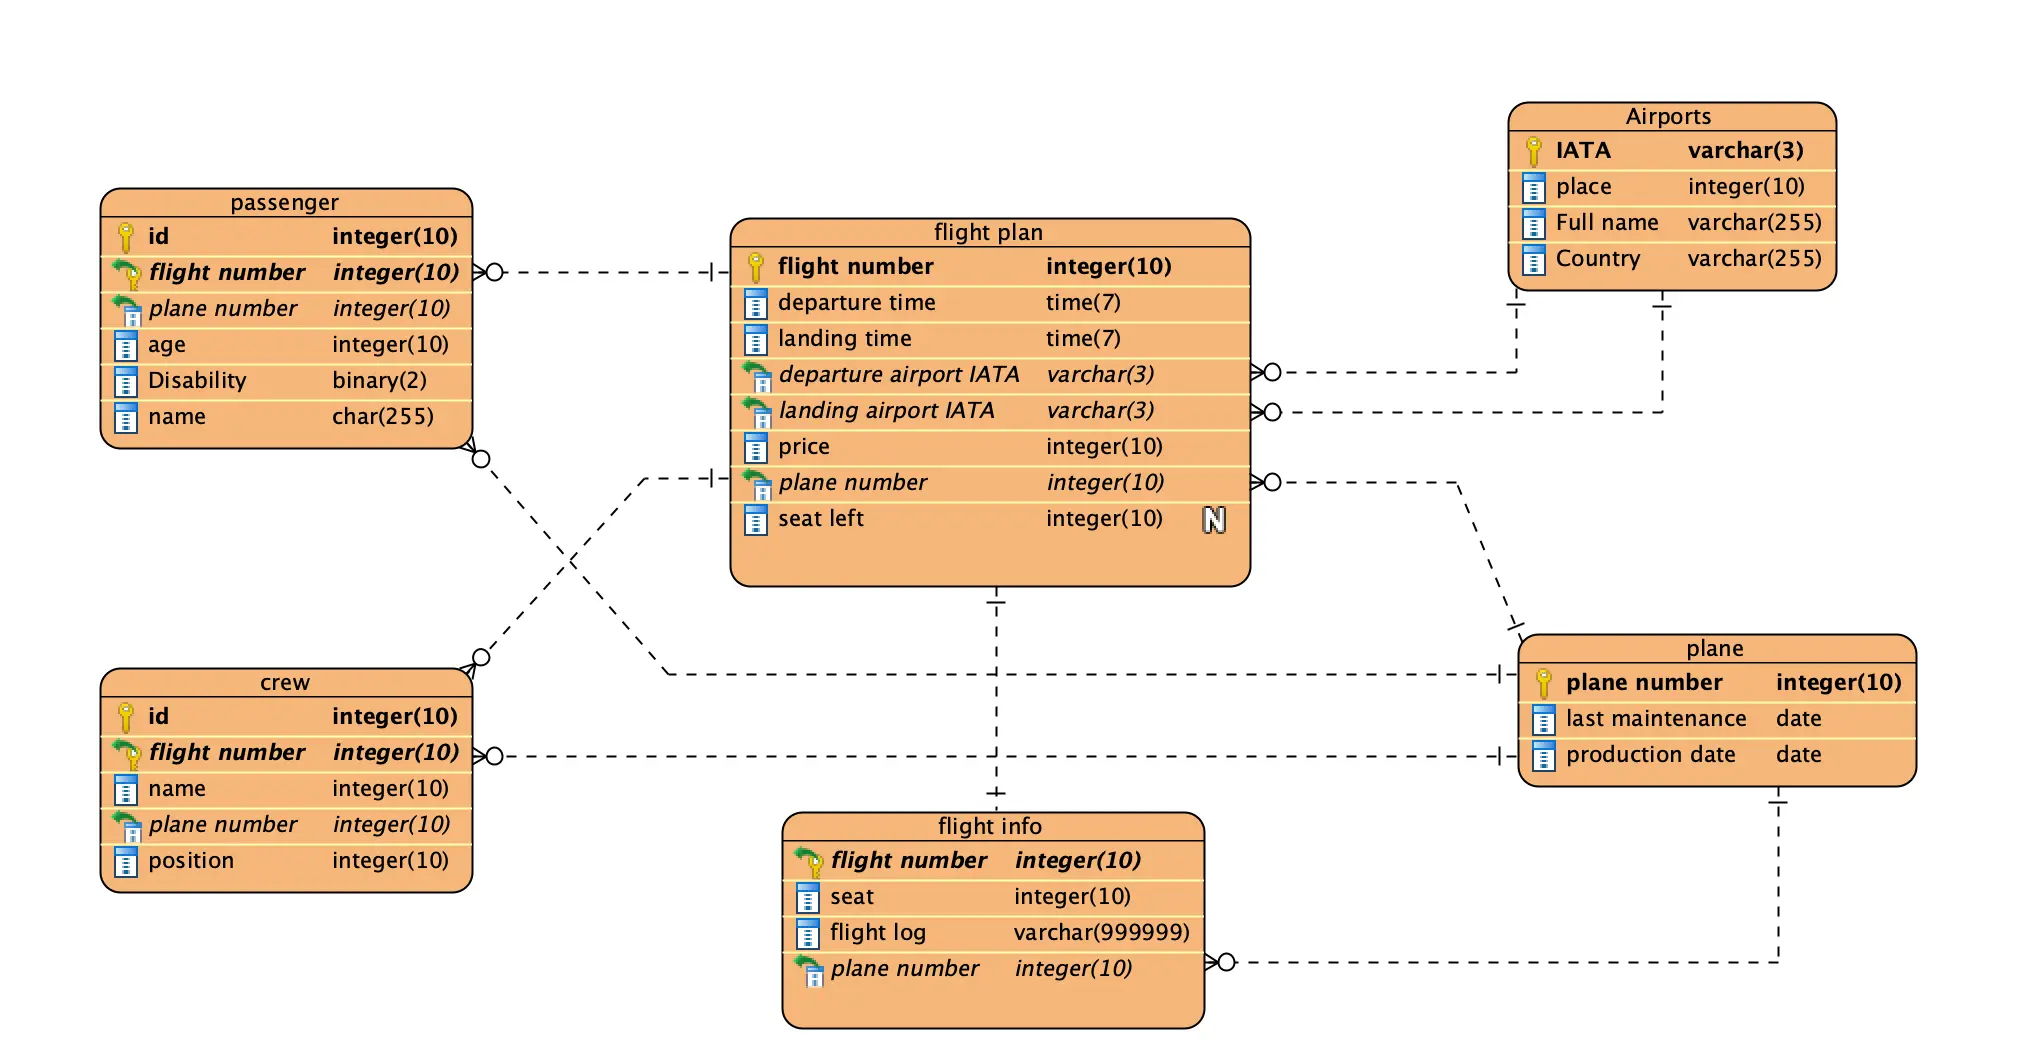 passenger
id integer(10)
flight number integer(10)
plane number integer(10)
age integer(10)
Disability binary(2)
name char(255)
flight plan
flight number integer(10)
departure time time(7)
landing time time(7)
departure airport IATA varchar(3)
landing airport IATA varchar(3)
price integer(10)
plane number integer(10)
seat left integer(10) N
Airports
IATA varchar(3)
place integer(10)
Full name varchar(255)
Country varchar(255)
crew
id integer(10)
flight number integer(10)
name integer(10)
plane number integer(10)
position integer(10)
flight info
flight number integer(10)
seat integer(10)
flight log varchar(999999)
plane number integer(10)
plane
plane number integer(10)
last maintenance date
production date date